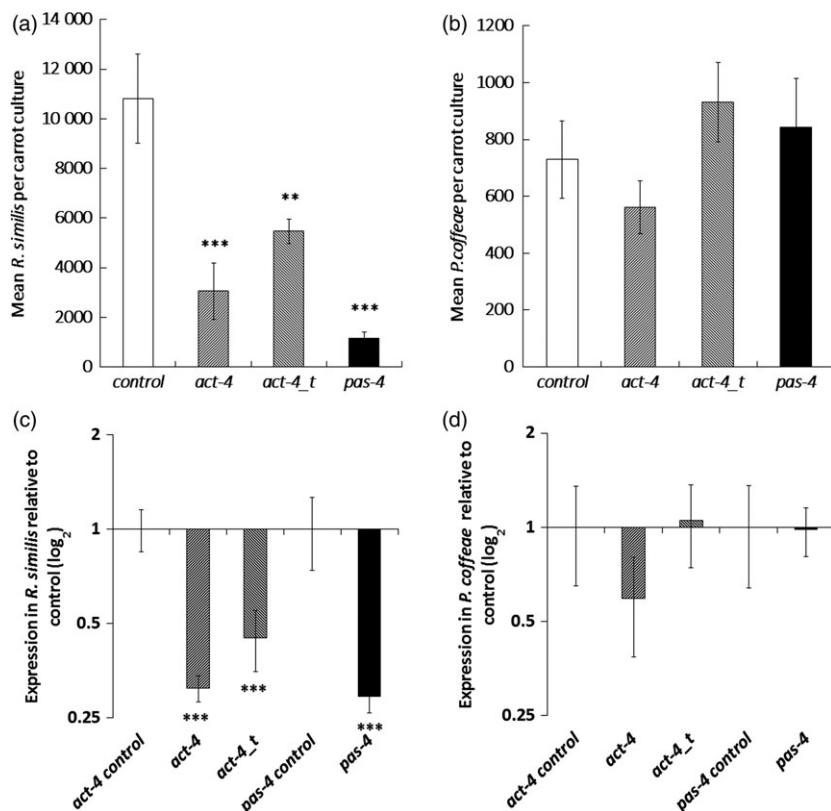 (a)
14 000
12 000
10 000
8000
6000
4000
2000
0
Mean R. similis per carrot culture
***
**
***
control act-4 act-4_t pas-4
(b)
1200
1000
800
600
400
200
0
Mean P.coffeae per carrot culture
control act-4 act-4_t pas-4
(c)
2
1
0.5
0.25
Expression in R. similis relative to
control (log2)
***
***
***
act-4 control act-4 act-4_t pas-4 control pas-4
(d)
2
1
0.5
0.25
Expression in P. coffeae relative to
control (log2)
act-4 control act-4 act-4_t pas-4 control pas-4